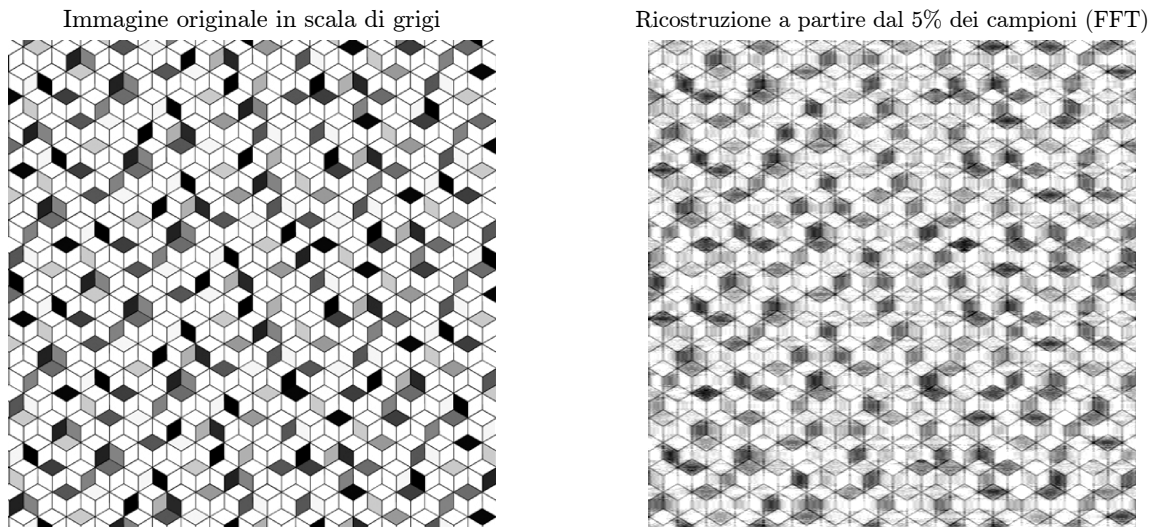 Immagine originale in scala di grigi
Ricostruzione a partire dal 5% dei campioni (FFT)